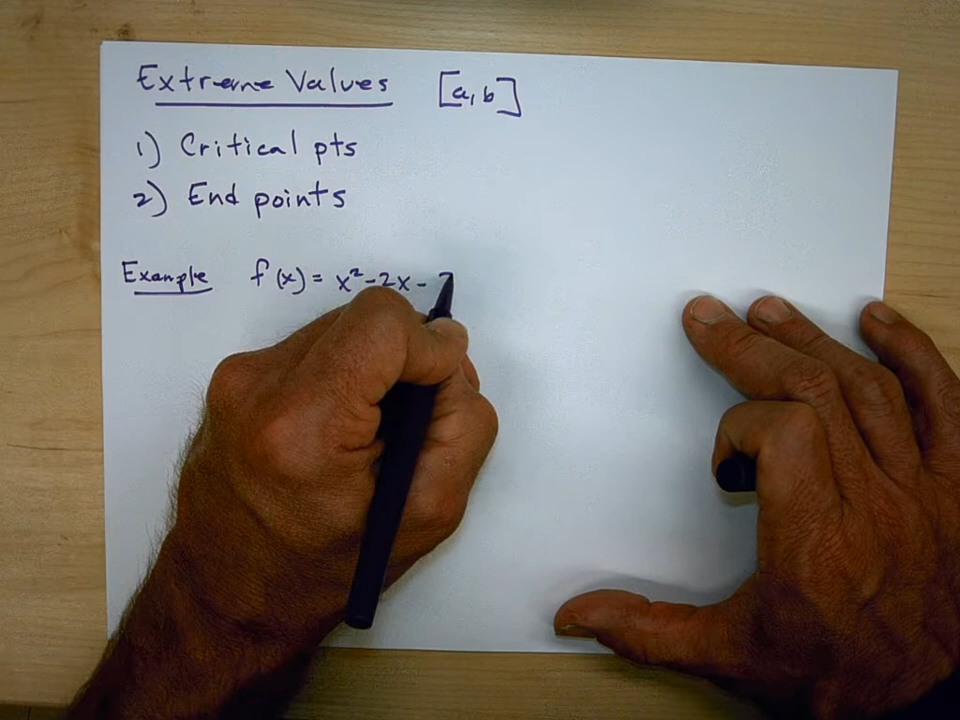 Extreme Values [a,b]
1) Critical pts
2) End points
Example f(x) = x²-2x-